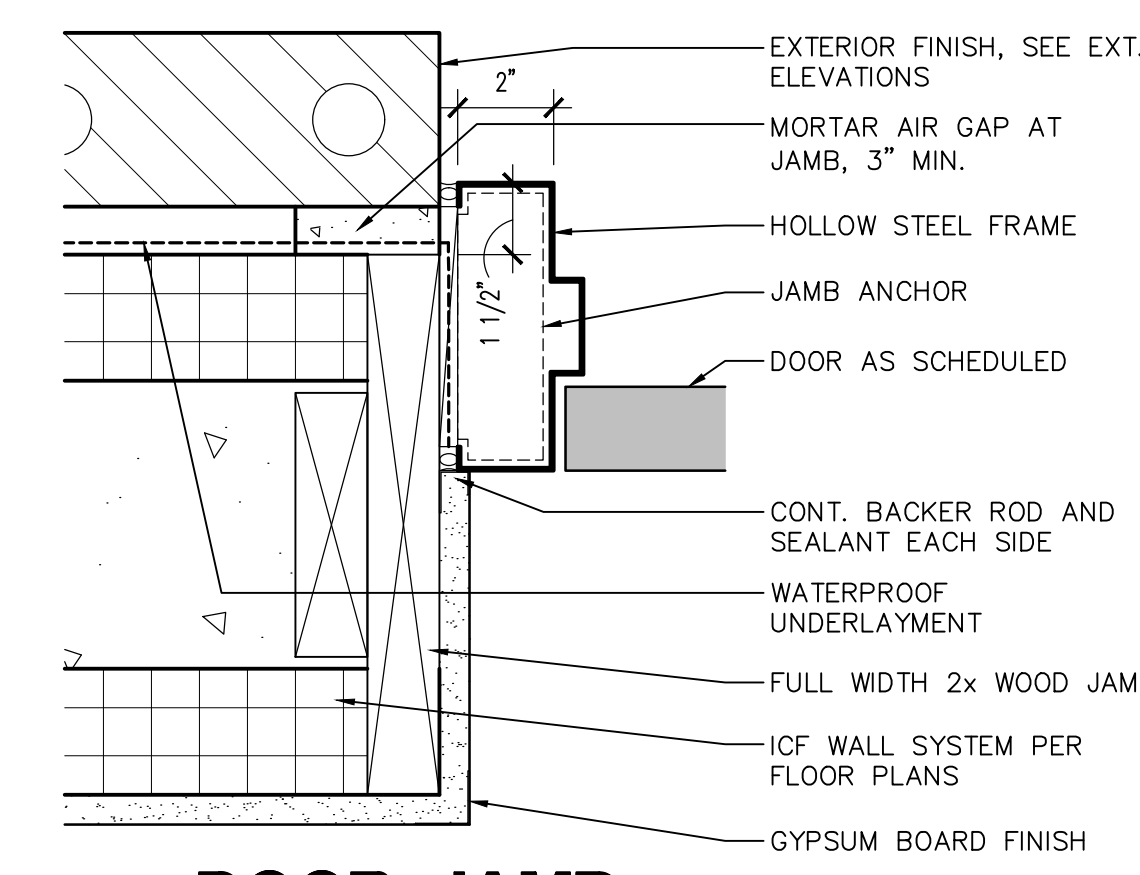 EXTERIOR FINISH, SEE EXT.
ELEVATIONS
2"
MORTAR AIR GAP AT
JAMB, 3" MIN.
HOLLOW STEEL FRAME
JAMB ANCHOR
1 1/2"
DOOR AS SCHEDULED
CONT. BACKER ROD AND
SEALANT EACH SIDE
WATERPROOF
UNDERLAYMENT
FULL WIDTH 2x WOOD JAM
ICF WALL SYSTEM PER
FLOOR PLANS
GYPSUM BOARD FINISH
DOOR JAMB